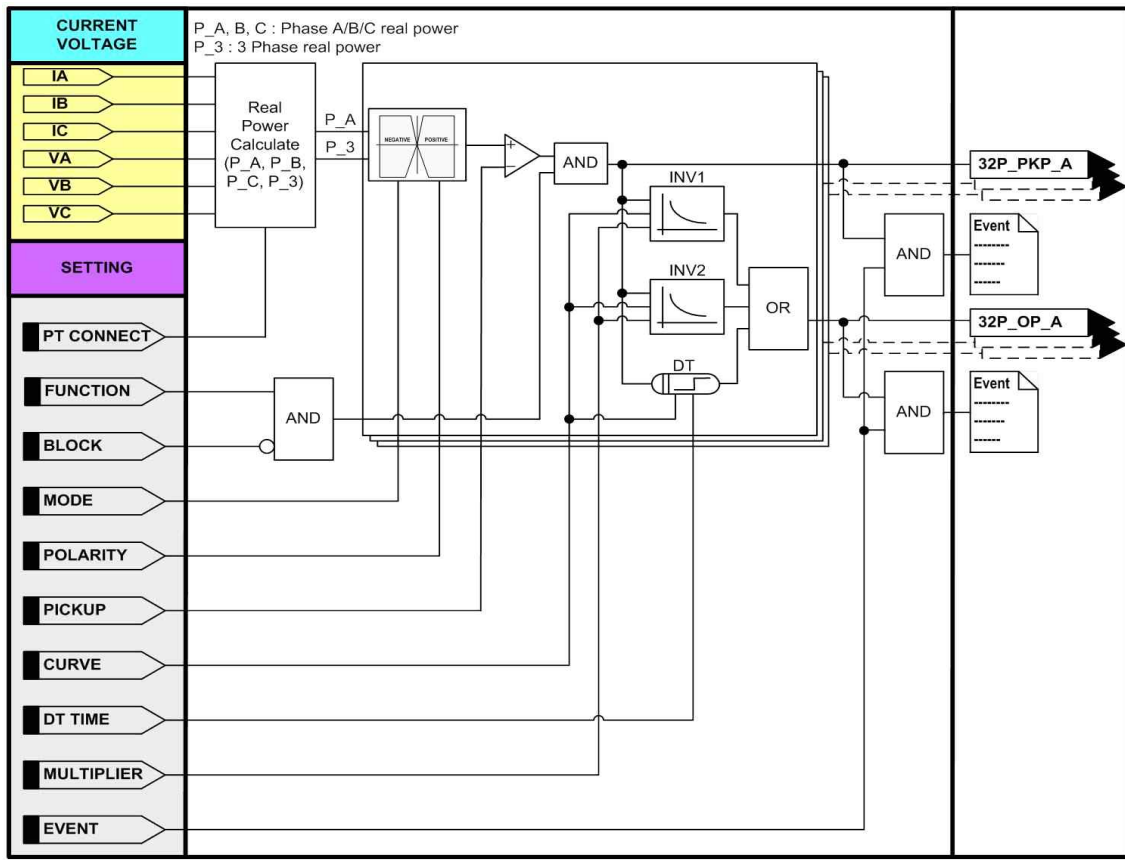 CURRENT
VOLTAGE
P_A, B, C : Phase A/B/C real power
P_3 : 3 Phase real power
IA
IB
IC
VA
VB
VC
Real
Power
Calculate
(P_A, P_B,
P_C, P_3)
P_A
P_3
NEGATIVE
POSITIVE
+
−
AND
INV1
INV2
DT
OR
32P_PKP_A
AND
Event
--------
-------
------
32P_OP_A
AND
Event
--------
-------
------
SETTING
PT CONNECT
FUNCTION
AND
BLOCK
MODE
POLARITY
PICKUP
CURVE
DT TIME
MULTIPLIER
EVENT